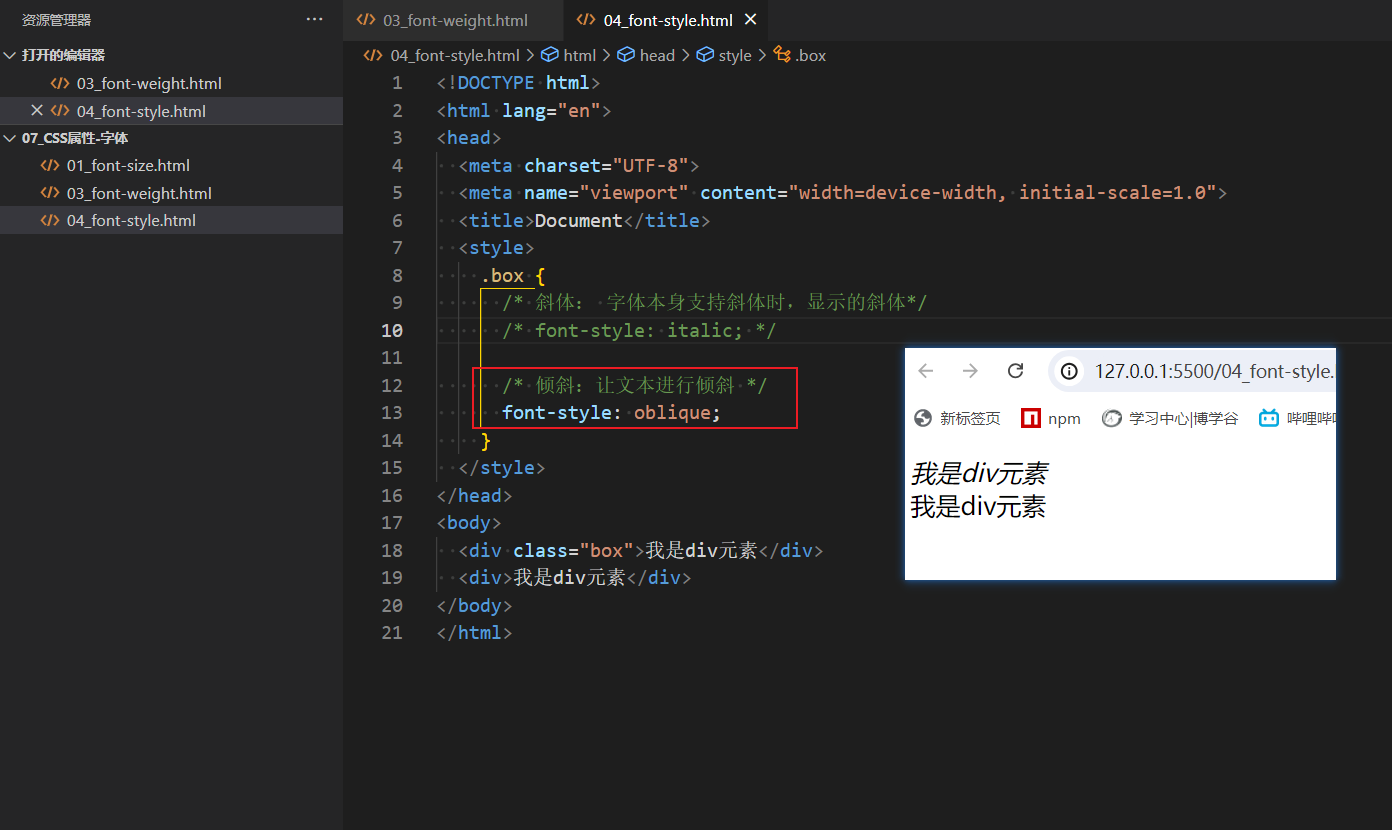 资源管理器 ···
03_font-weight.html
04_font-style.html
打开的编辑器
03_font-weight.html
04_font-style.html
07_CSS属性-字体
01_font-size.html
03_font-weight.html
04_font-style.html
04_font-style.html > html > head > style > .box
1 <!DOCTYPE html>
2 <html lang="en">
3 <head>
4 <meta charset="UTF-8">
5 <meta name="viewport" content="width=device-width, initial-scale=1.0">
6 <title>Document</title>
7 <style>
8 .box {
9 /* 斜体： 字体本身支持斜体时，显示的斜体*/
10 /* font-style: italic; */
11
12 /* 倾斜：让文本进行倾斜 */
13 font-style: oblique;
14 }
15 </style>
16 </head>
17 <body>
18 <div class="box">我是div元素</div>
19 <div>我是div元素</div>
20 </body>
21 </html>
127.0.0.1:5500/04_font-style.
新标签页 npm 学习中心|博学谷 哔哩哔
我是div元素
我是div元素